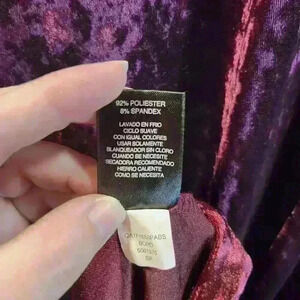 92% POLIESTER
8% SPANDEX
LAVADO EN FRIO
CICLO SUAVE
CON IGUAL COLORES
USAR SOLAMENTE
BLANQUEADOR SIN CLORO
CUANDO SE NECESITE
SECADORA RECOMENDADO
HIERRO CALIENTE
COMO SE NECESITA